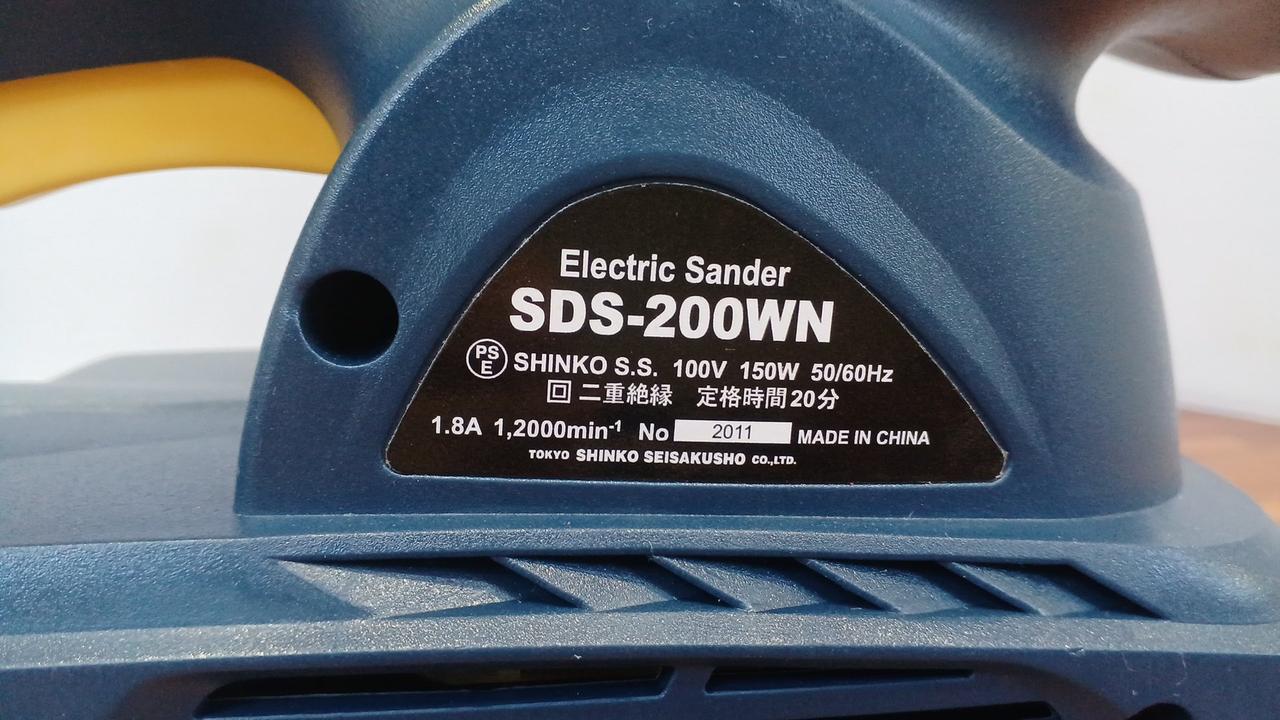 Electric Sander
SDS-200WN
PS E SHINKO S.S. 100V 150W 50/60Hz
回 二重絶縁 定格時間20分
1.8A 1,2000min-1 No 2011 MADE IN CHINA
TOKYO SHINKO SEISAKUSHO CO.,LTD.